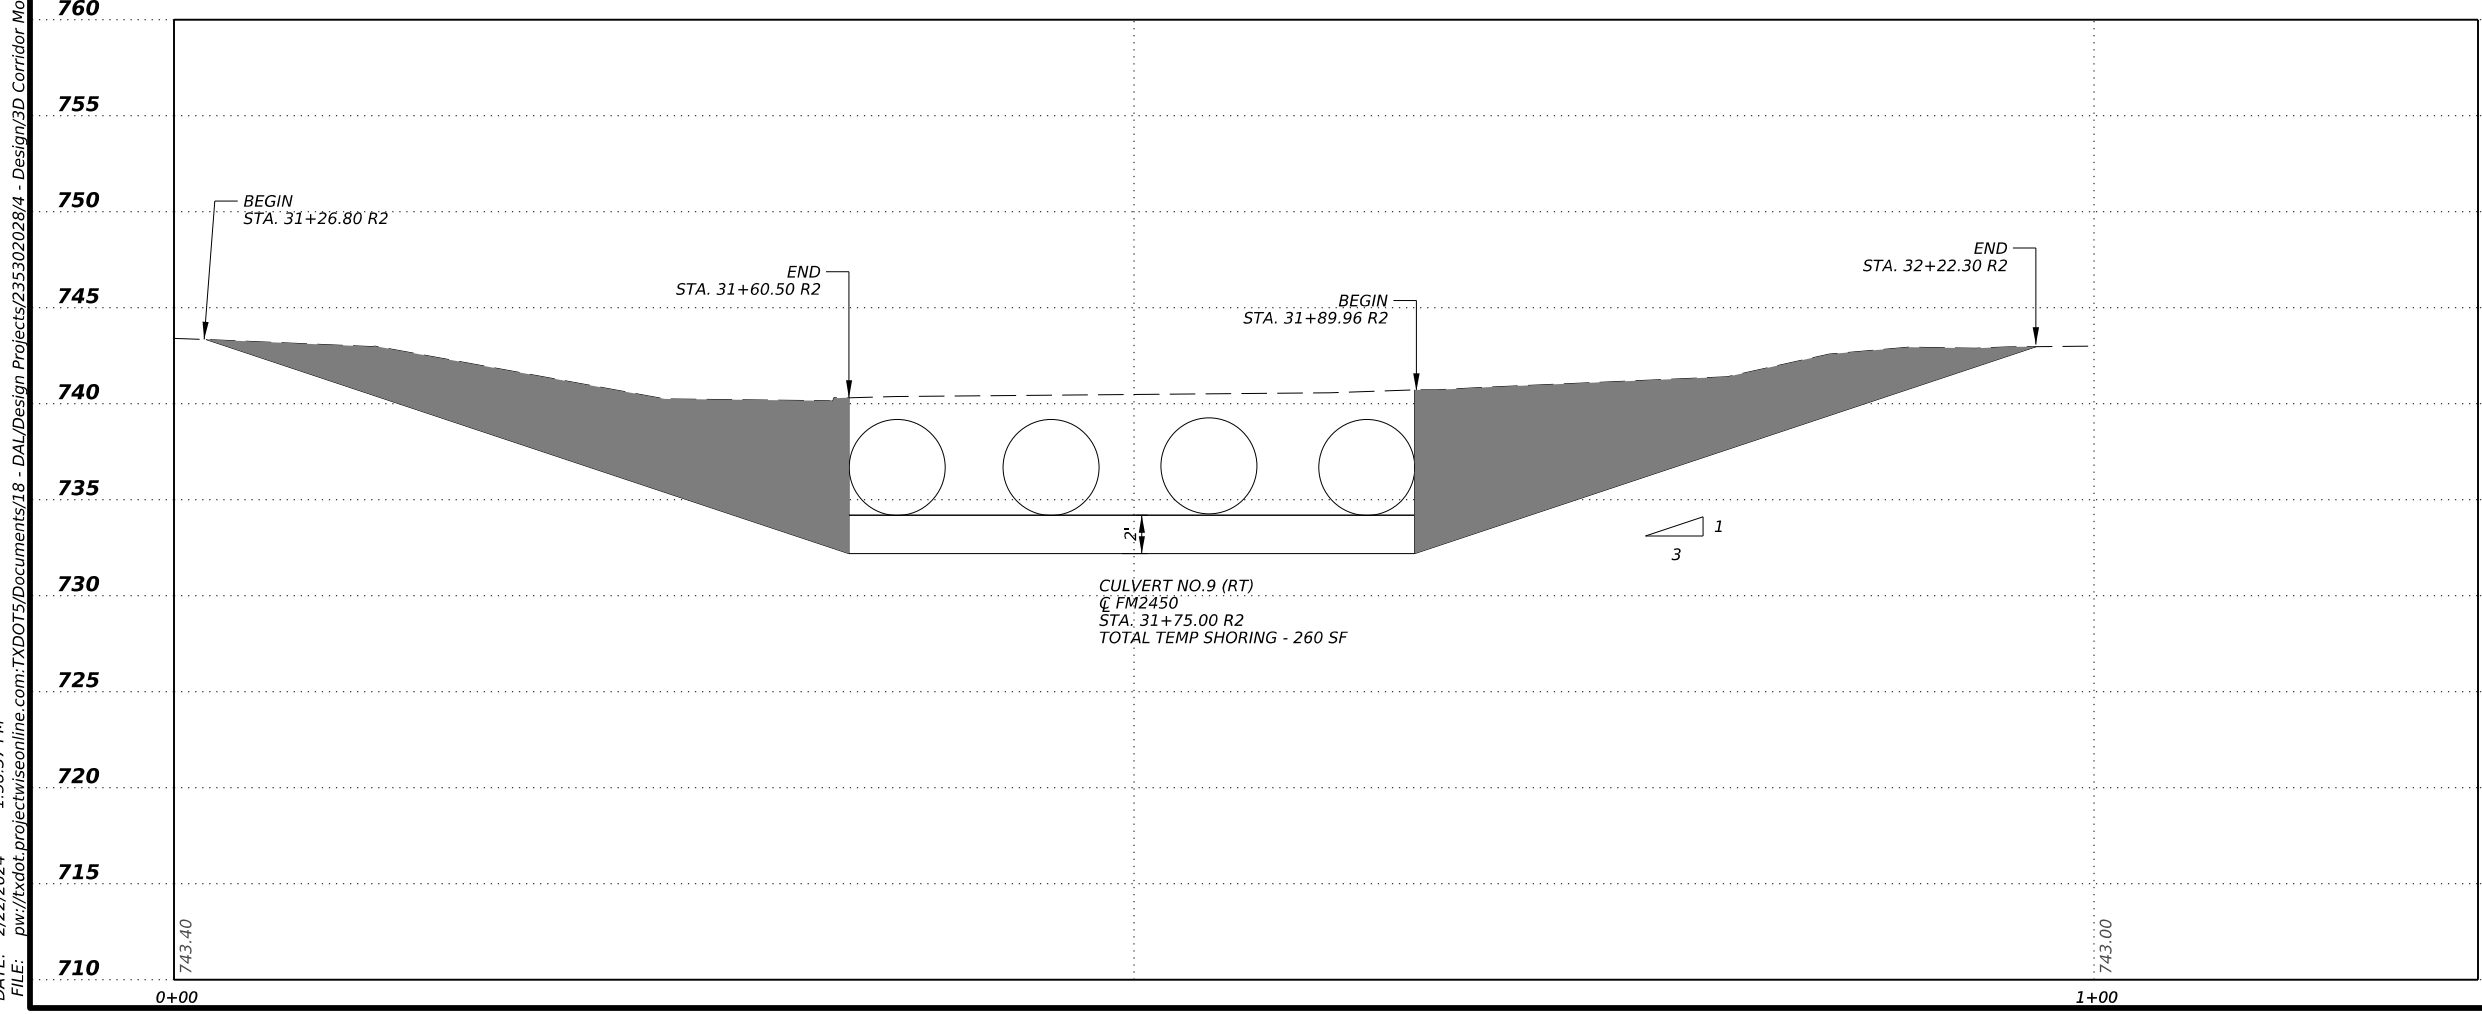 760
755
750
745
740
735
730
725
720
715
710
BEGIN
STA. 31+26.80 R2
END
STA. 31+60.50 R2
BEGIN
STA. 31+89.96 R2
END
STA. 32+22.30 R2
2'
1
3
CULVERT NO.9 (RT)
℄ FM2450
STA. 31+75.00 R2
TOTAL TEMP SHORING - 260 SF
743.40
743.00
0+00
1+00
DATE: 2/22/2024
FILE: pw://txdot.projectwiseonline.com:TXDOT5/Documents/18 - DAL/Design Projects/235302028/4 - Design/3D Corridor Mo